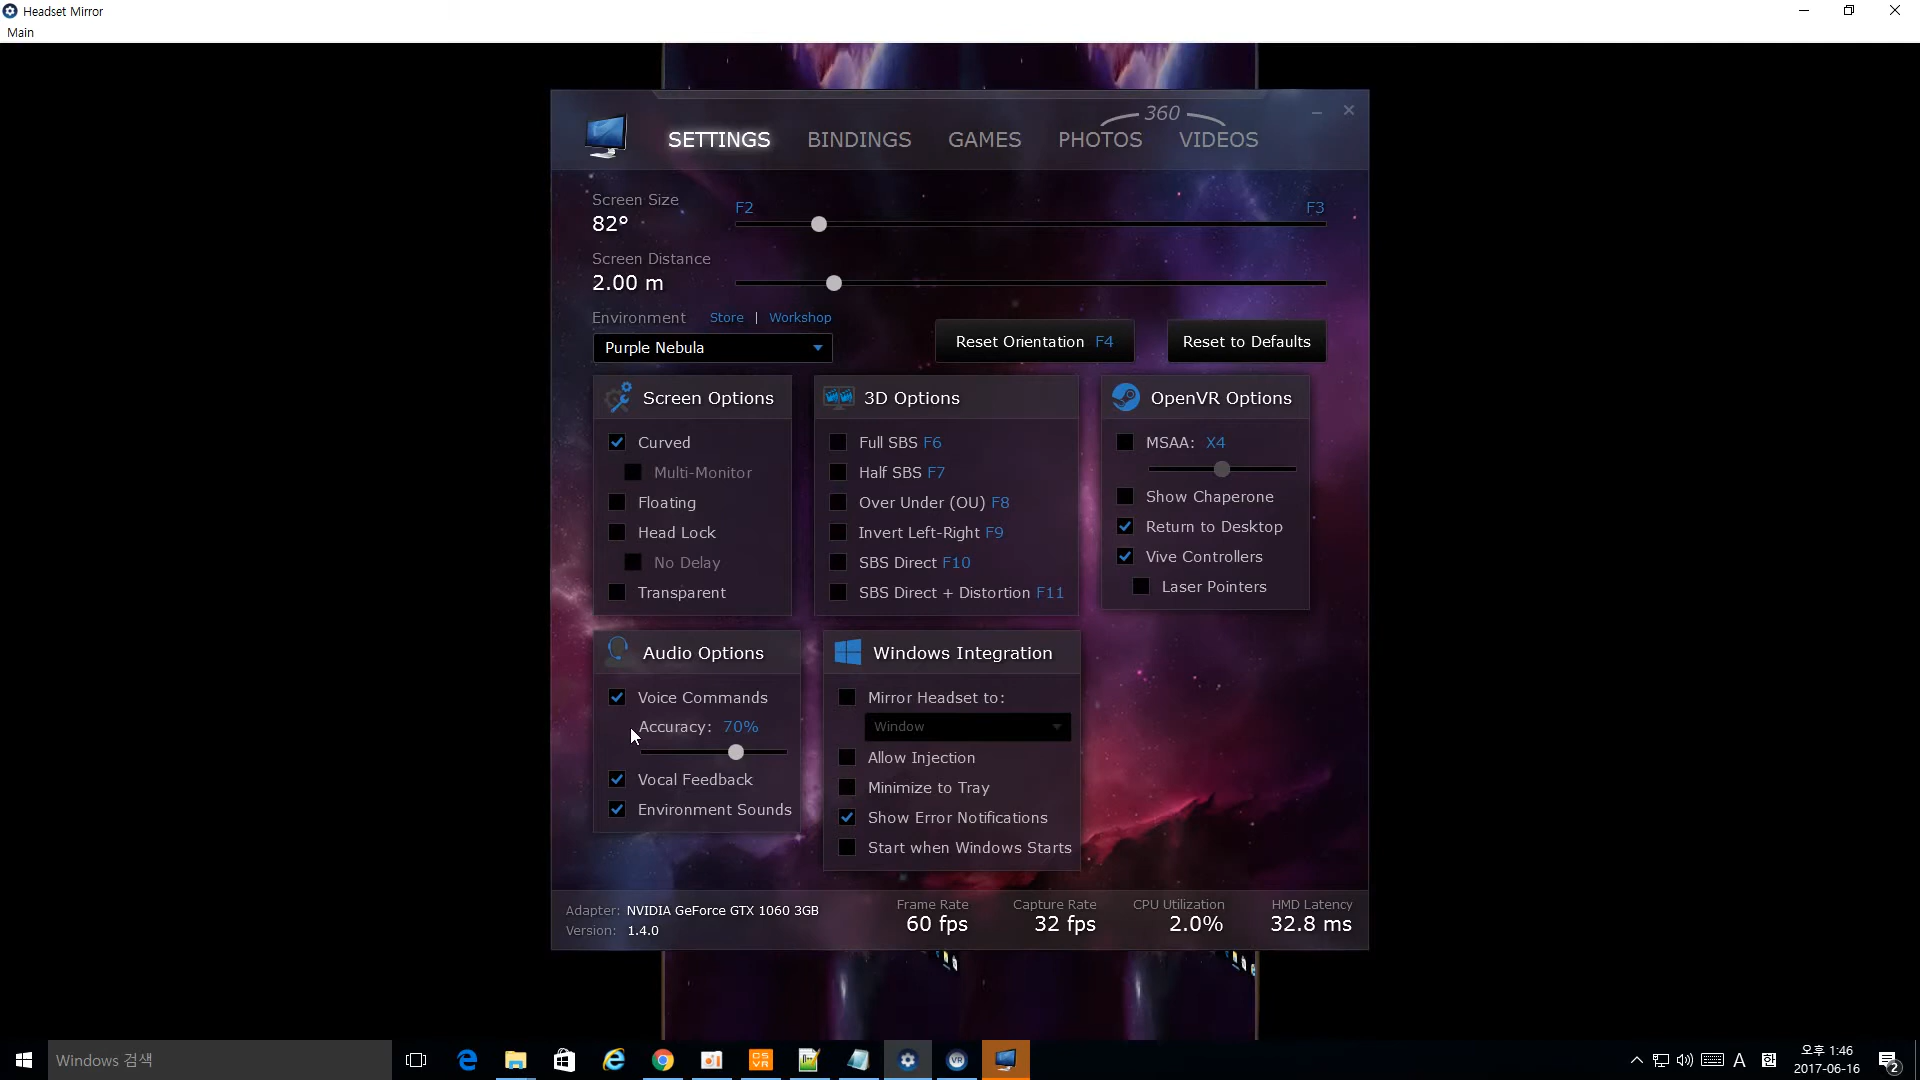 Headset Mirror
Main
360
SETTINGS BINDINGS GAMES PHOTOS VIDEOS
Screen Size
82°
F2 F3
Screen Distance
2.00 m
Environment Store | Workshop
Purple Nebula
Reset Orientation F4
Reset to Defaults
Screen Options
Curved
Multi-Monitor
Floating
Head Lock
No Delay
Transparent
3D Options
Full SBS F6
Half SBS F7
Over Under (OU) F8
Invert Left-Right F9
SBS Direct F10
SBS Direct + Distortion F11
OpenVR Options
MSAA: X4
Show Chaperone
Return to Desktop
Vive Controllers
Laser Pointers
Audio Options
Voice Commands
Accuracy: 70%
Vocal Feedback
Environment Sounds
Windows Integration
Mirror Headset to:
Window
Allow Injection
Minimize to Tray
Show Error Notifications
Start when Windows Starts
Adapter: NVIDIA GeForce GTX 1060 3GB
Version: 1.4.0
Frame Rate
60 fps
Capture Rate
32 fps
CPU Utilization
2.0%
HMD Latency
32.8 ms
Windows 검색
OS
VR
VR
A
한
오후 1:46
2017-06-16
2